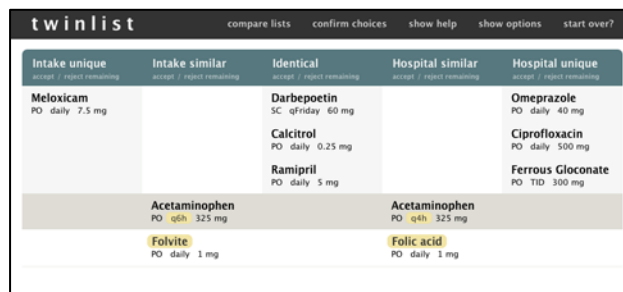 twinlist
compare lists confirm choices show help show options start over?
Intake unique Intake similar Identical Hospital similar Hospital unique
accept / reject remaining accept / reject remaining accept / reject remaining accept / reject remaining accept / reject remaining
Meloxicam Darbepoetin Omeprazole
PO daily 7.5 mg SC qFriday 60 mg PO daily 40 mg
Calcitrol Ciprofloxacin
PO daily 0.25 mg PO daily 500 mg
Ramipril Ferrous Gloconate
PO daily 5 mg PO TID 300 mg
Acetaminophen Acetaminophen
PO q6h 325 mg PO q4h 325 mg
Folvite Folic acid
PO daily 1 mg PO daily 1 mg